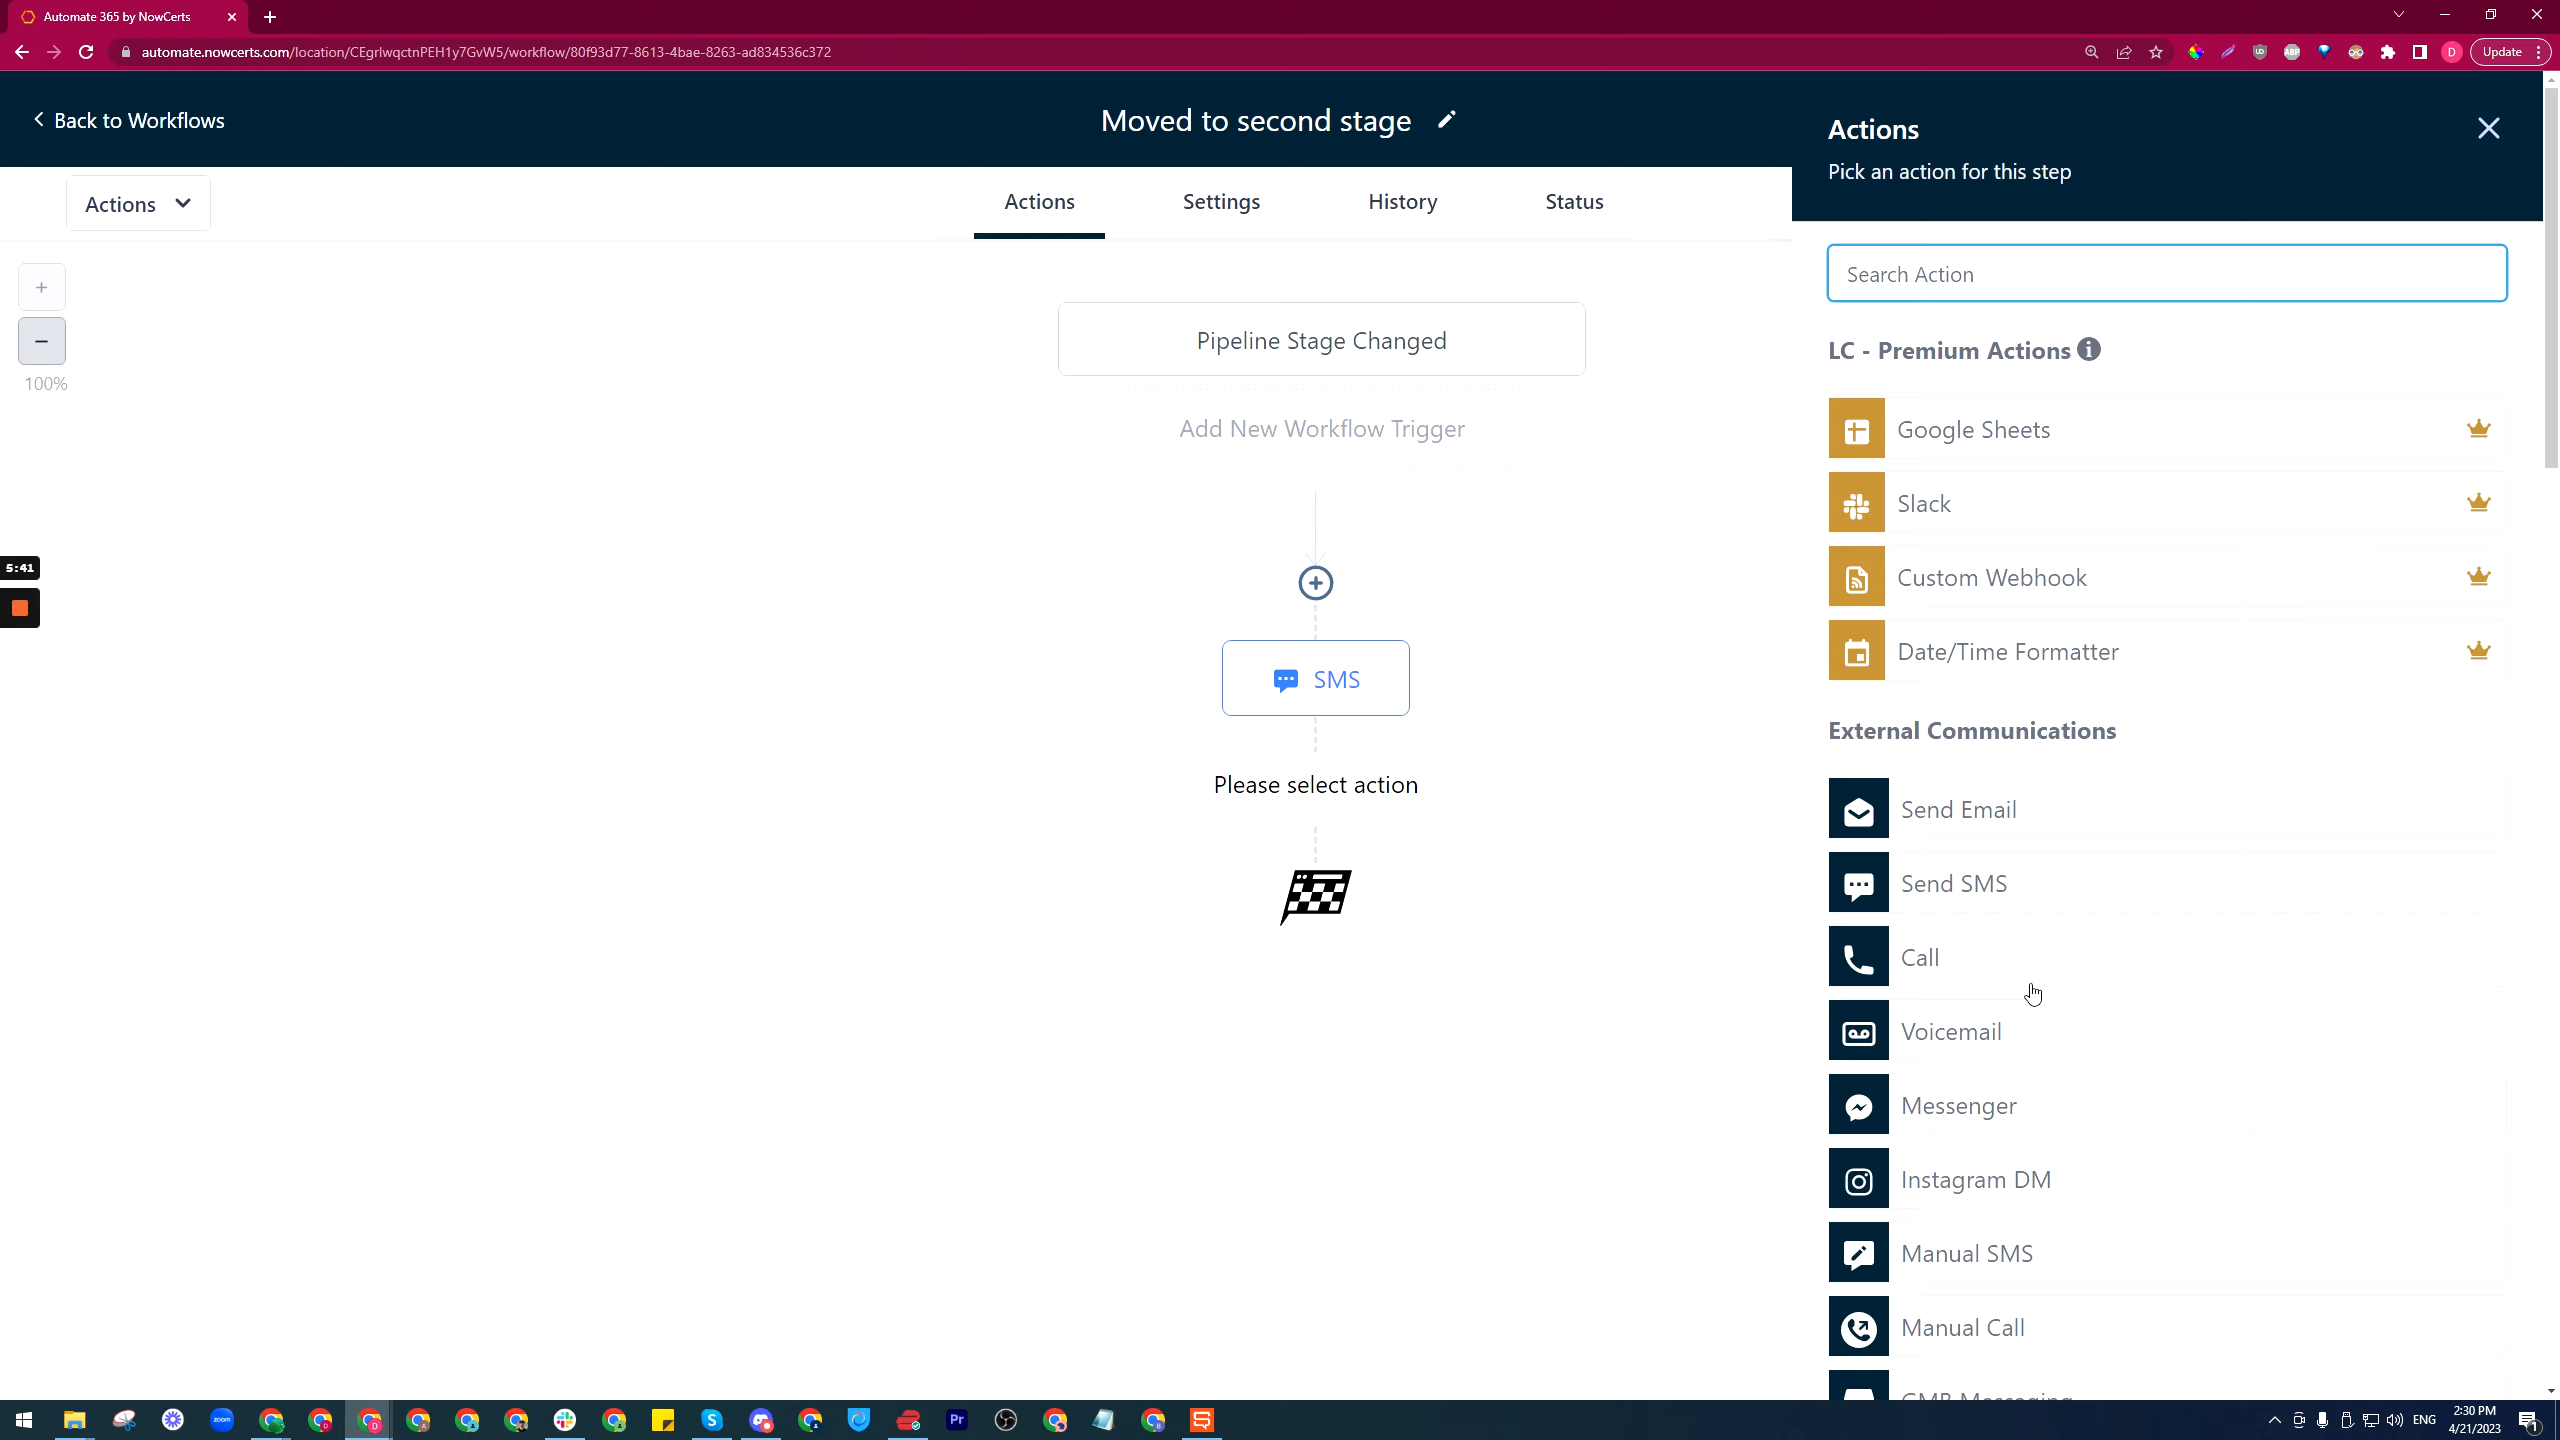 Automate 365 by NowCerts
automate.nowcerts.com/location/CEgrlwqctnPEH1y7GvW5/workflow/80f93d77-8613-4bae-8263-ad834536c372
Update
Back to Workflows
Moved to second stage
Actions
Pick an action for this step
Actions
Actions
Settings
History
Status
100%
5:41
Pipeline Stage Changed
Add New Workflow Trigger
SMS
Please select action
Search Action
LC - Premium Actions
Google Sheets
Slack
Custom Webhook
Date/Time Formatter
External Communications
Send Email
Send SMS
Call
Voicemail
Messenger
Instagram DM
Manual SMS
Manual Call
GMB Messaging
zoom
Pr
ENG
2:30 PM
4/21/2023